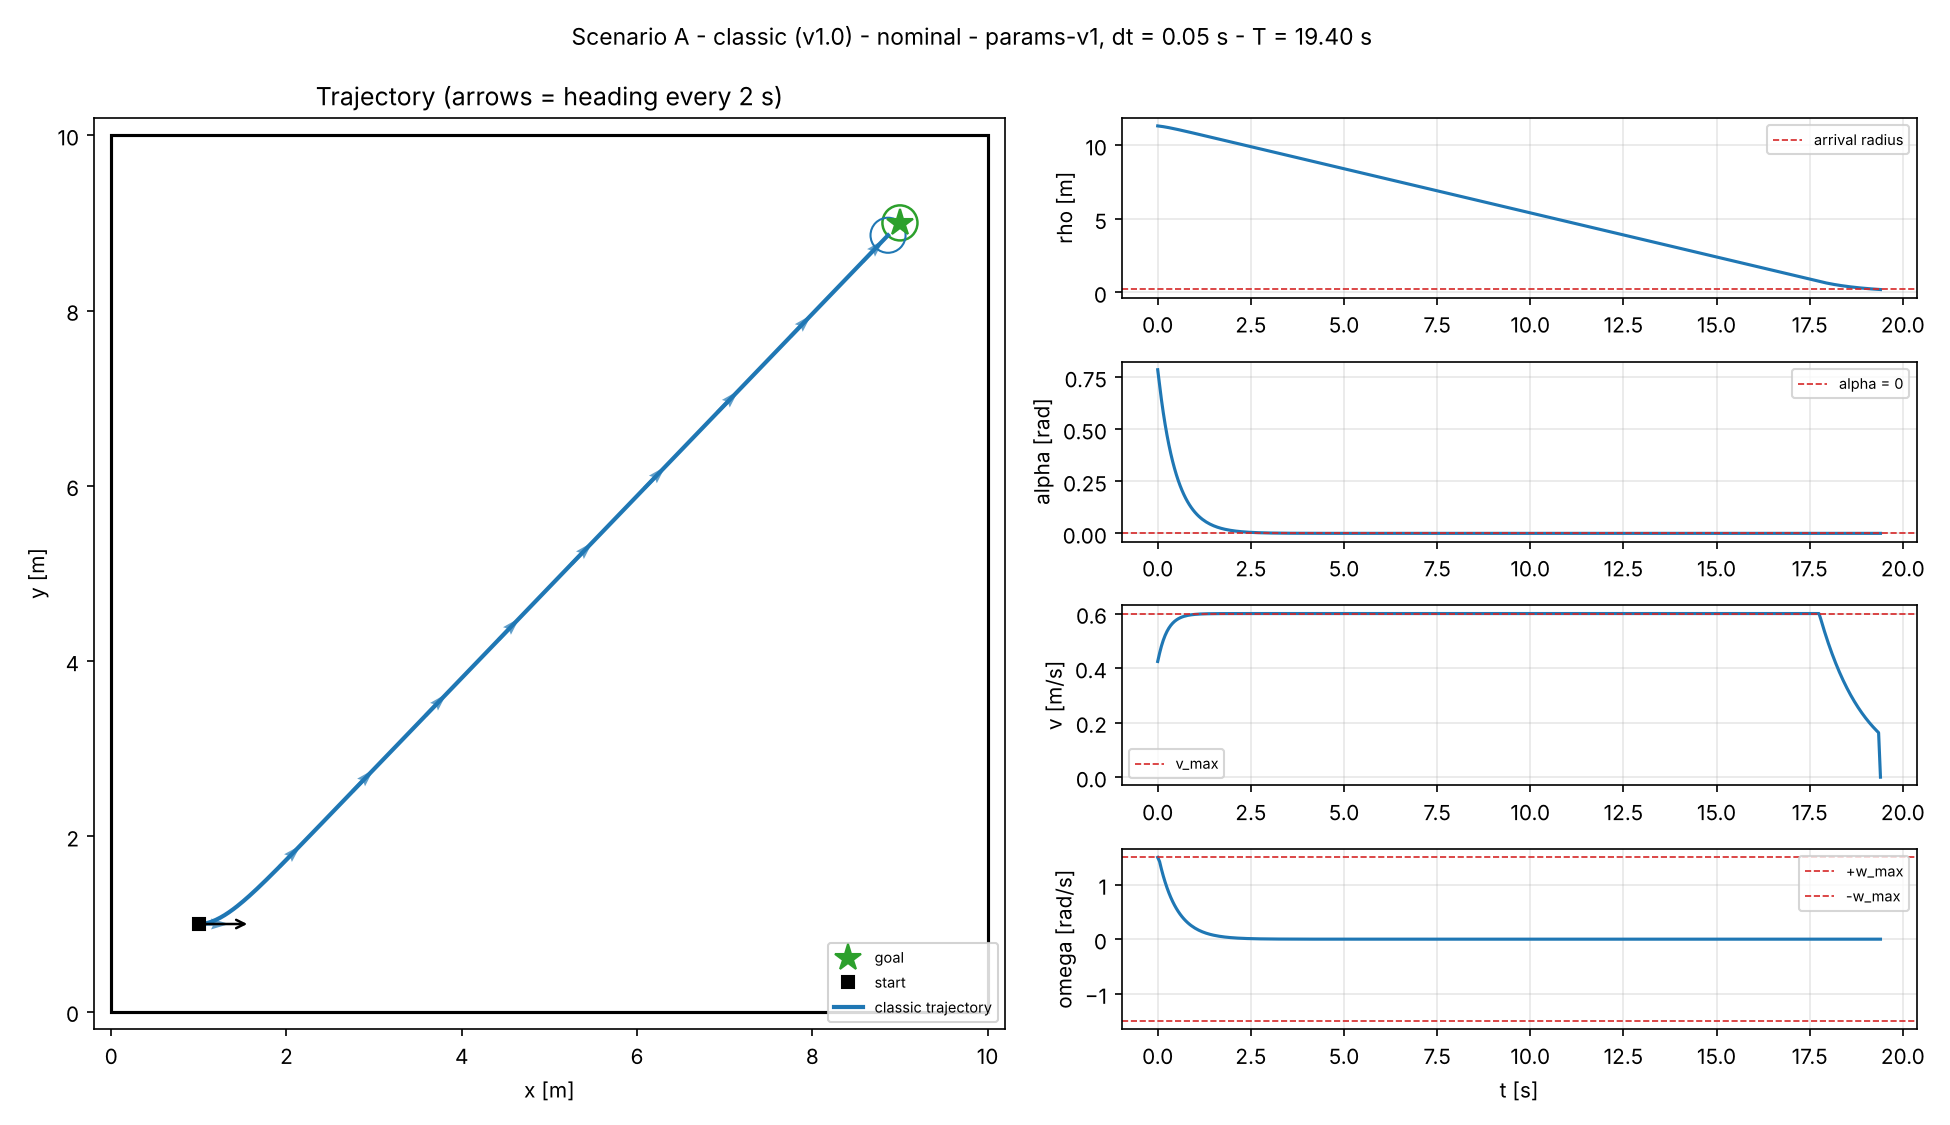 Scenario A - classic (v1.0) - nominal - params-v1, dt = 0.05 s - T = 19.40 s
Trajectory (arrows = heading every 2 s)
10
8
6
4
2
0
y [m]
0 2 4 6 8 10
x [m]
goal
start
classic trajectory
10
5
0
rho [m]
arrival radius
0.0 2.5 5.0 7.5 10.0 12.5 15.0 17.5 20.0
0.75
0.50
0.25
0.00
alpha [rad]
alpha = 0
0.0 2.5 5.0 7.5 10.0 12.5 15.0 17.5 20.0
0.6
0.4
0.2
0.0
v [m/s]
v_max
0.0 2.5 5.0 7.5 10.0 12.5 15.0 17.5 20.0
1
0
−1
omega [rad/s]
+w_max
-w_max
0.0 2.5 5.0 7.5 10.0 12.5 15.0 17.5 20.0
t [s]